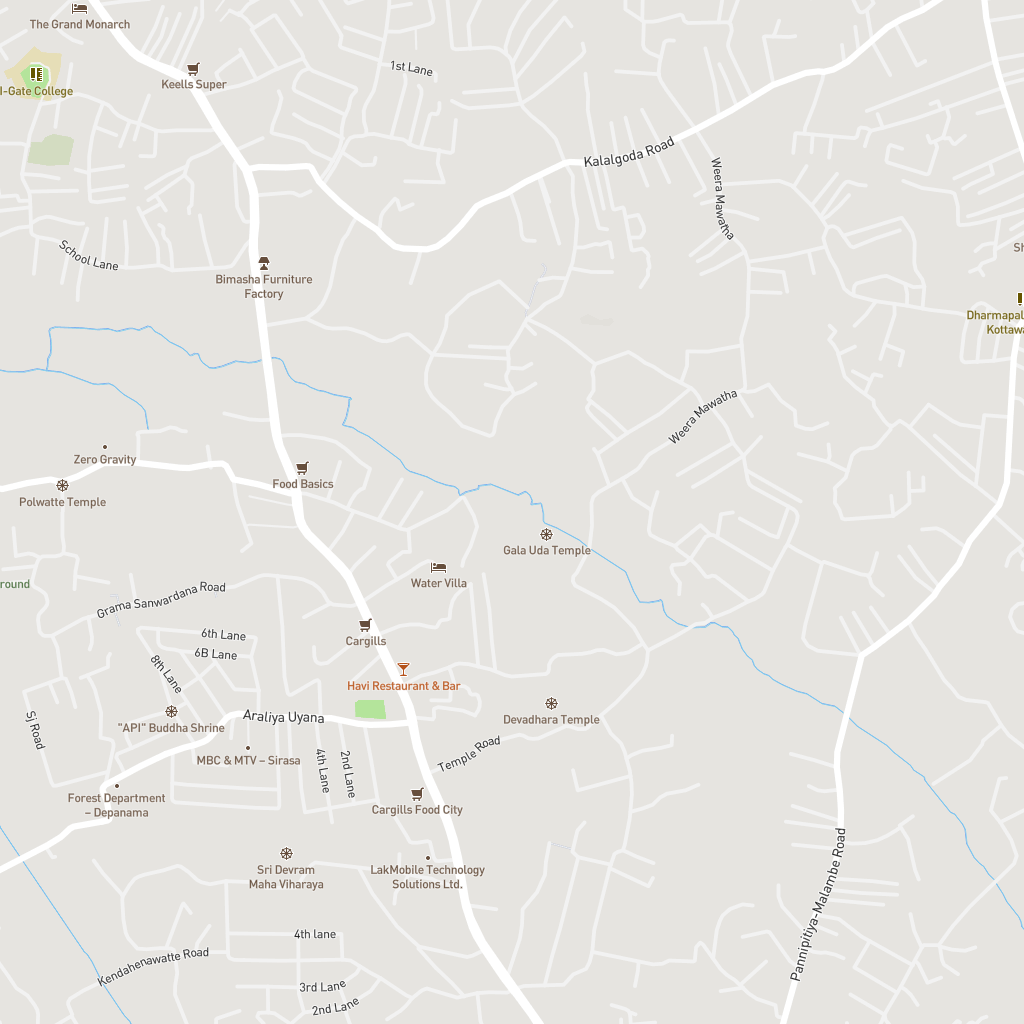 The Grand Monarch
Keells Super
1st Lane
I-Gate College
Kalalgoda Road
Weera Mawatha
School Lane
Bimasha Furniture
Factory
Sh
Dharmapal
Kottawa
Weera Mawatha
Zero Gravity
Food Basics
Polwatte Temple
Gala Uda Temple
Water Villa
round
Grama Sanwardana Road
6th Lane
Cargills
6B Lane
8th Lane
Havi Restaurant & Bar
Sj Road
"API" Buddha Shrine
Araliya Uyana
Devadhara Temple
Temple Road
MBC & MTV – Sirasa
4th Lane
2nd Lane
Forest Department
– Depanama
Cargills Food City
Sri Devram
Maha Viharaya
LakMobile Technology
Solutions Ltd.
Pannipitiya-Malambe Road
4th lane
Kendahenawatte Road
3rd Lane
2nd Lane